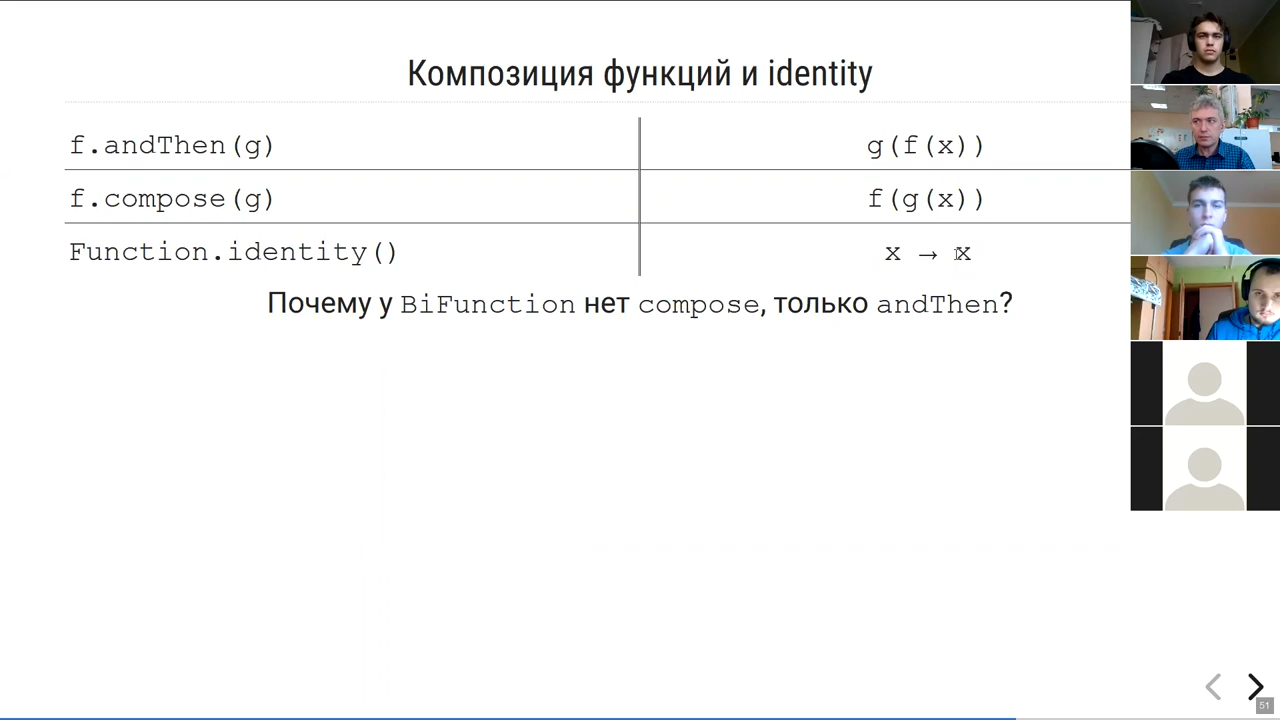 Композиция функций и identity
f.andThen(g) g(f(x))
f.compose(g) f(g(x))
Function.identity() x → x
Почему у BiFunction нет compose, только andThen?
51